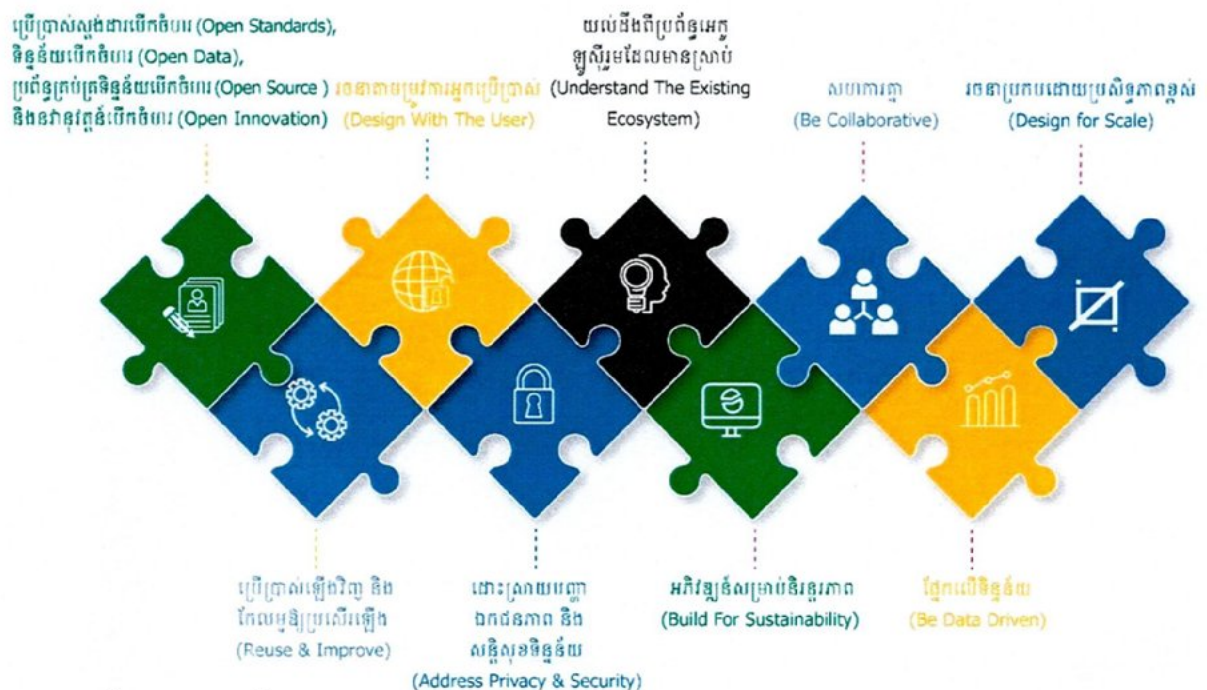 ប្រើប្រាស់ស្តង់ដារបើកចំហរ (Open Standards),
ទិន្នន័យបើកចំហរ (Open Data),
ប្រព័ន្ធគ្រប់គ្រទិន្នន័យបើកចំហរ (Open Source )
និងនវានុវត្តន៍បើកចំហរ (Open Innovation)
រចនាតាមត្រូវការអ្នកប្រើប្រាស់
(Design With The User)
យល់ដឹងពីប្រព័ន្ធអេកូ
ឡូស៊ីរួមដែលមានស្រាប់
(Understand The Existing
Ecosystem)
សហការគ្នា
(Be Collaborative)
រចនាប្រកបដោយប្រសិទ្ធភាពខ្ពស់
(Design for Scale)
ប្រើប្រាស់ឡើងវិញ និង
កែលម្អឱ្យប្រសើរឡើង
(Reuse & Improve)
ដោះស្រាយបញ្ហា
ឯកជនភាព និង
សន្តិសុខទិន្នន័យ
(Address Privacy & Security)
អភិវឌ្ឍន៍សម្រាប់និរន្តរភាព
(Build For Sustainability)
ផ្អែកលើទិន្នន័យ
(Be Data Driven)